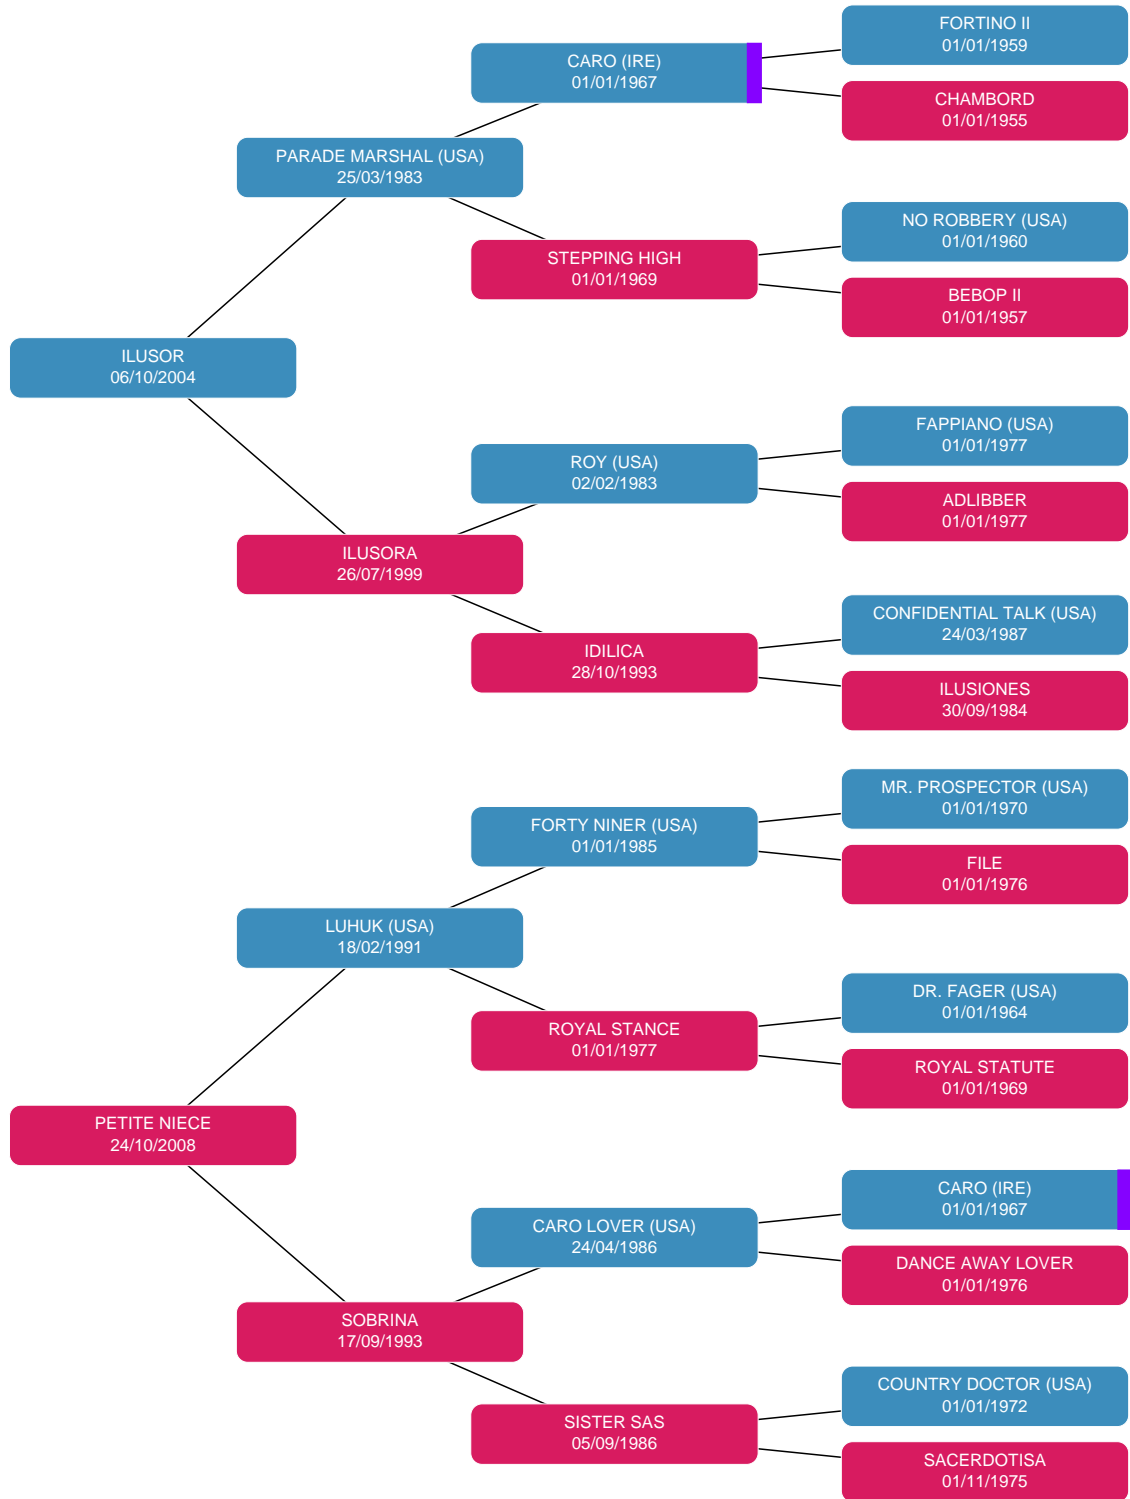 FORTINO II
01/01/1959
CARO (IRE)
01/01/1967
CHAMBORD
01/01/1955
PARADE MARSHAL (USA)
25/03/1983
NO ROBBERY (USA)
01/01/1960
STEPPING HIGH
01/01/1969
BEBOP II
01/01/1957
ILUSOR
06/10/2004
FAPPIANO (USA)
01/01/1977
ROY (USA)
02/02/1983
ADLIBBER
01/01/1977
ILUSORA
26/07/1999
CONFIDENTIAL TALK (USA)
24/03/1987
IDILICA
28/10/1993
ILUSIONES
30/09/1984
MR. PROSPECTOR (USA)
01/01/1970
FORTY NINER (USA)
01/01/1985
FILE
01/01/1976
LUHUK (USA)
18/02/1991
DR. FAGER (USA)
01/01/1964
ROYAL STANCE
01/01/1977
ROYAL STATUTE
01/01/1969
PETITE NIECE
24/10/2008
CARO (IRE)
01/01/1967
CARO LOVER (USA)
24/04/1986
DANCE AWAY LOVER
01/01/1976
SOBRINA
17/09/1993
COUNTRY DOCTOR (USA)
01/01/1972
SISTER SAS
05/09/1986
SACERDOTISA
01/11/1975